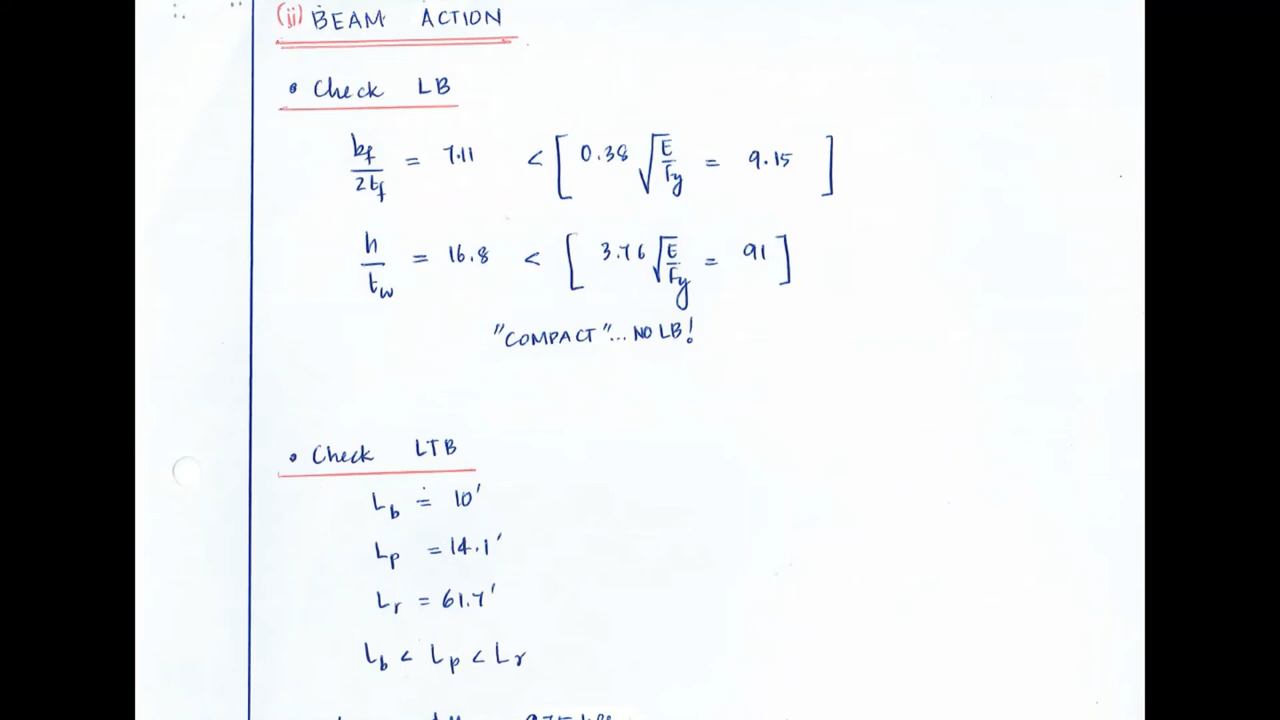 (ii) BEAM ACTION
• Check LB
bf/2tf = 7.11 < [ 0.38 √E/Fy = 9.15 ]
h/tw = 16.8 < [ 3.76 √E/Fy = 91 ]
"COMPACT"... NO LB!
• Check LTB
Lb = 10'
Lp = 14.1'
Lr = 61.7'
Lb < Lp < Lr